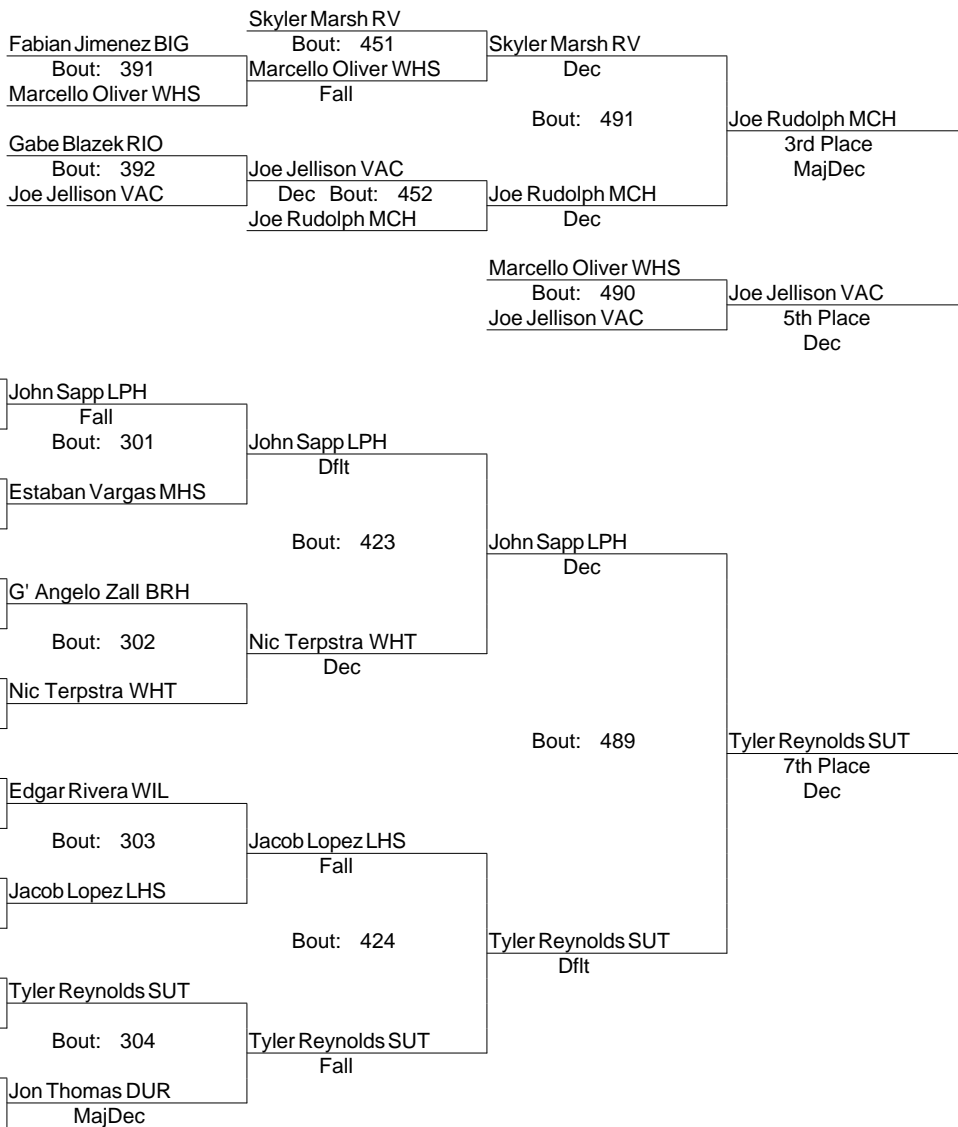 Skyler Marsh RV
Fabian Jimenez BIG
Bout: 451
Skyler Marsh RV
Bout: 391
Marcello Oliver WHS
Dec
Marcello Oliver WHS
Fall
Bout: 491
Joe Rudolph MCH
Gabe Blazek RIO
3rd Place
Bout: 392
Joe Jellison VAC
MajDec
Joe Jellison VAC
Dec Bout: 452
Joe Rudolph MCH
Joe Rudolph MCH
Dec
Marcello Oliver WHS
Bout: 490
Joe Jellison VAC
Joe Jellison VAC
5th Place
Dec
John Sapp LPH
Fall
Bout: 301
John Sapp LPH
Dflt
Estaban Vargas MHS
Bout: 423
John Sapp LPH
Dec
G' Angelo Zall BRH
Bout: 302
Nic Terpstra WHT
Dec
Nic Terpstra WHT
Bout: 489
Tyler Reynolds SUT
7th Place
Dec
Edgar Rivera WIL
Bout: 303
Jacob Lopez LHS
Fall
Jacob Lopez LHS
Bout: 424
Tyler Reynolds SUT
Dflt
Tyler Reynolds SUT
Bout: 304
Tyler Reynolds SUT
Fall
Jon Thomas DUR
MajDec